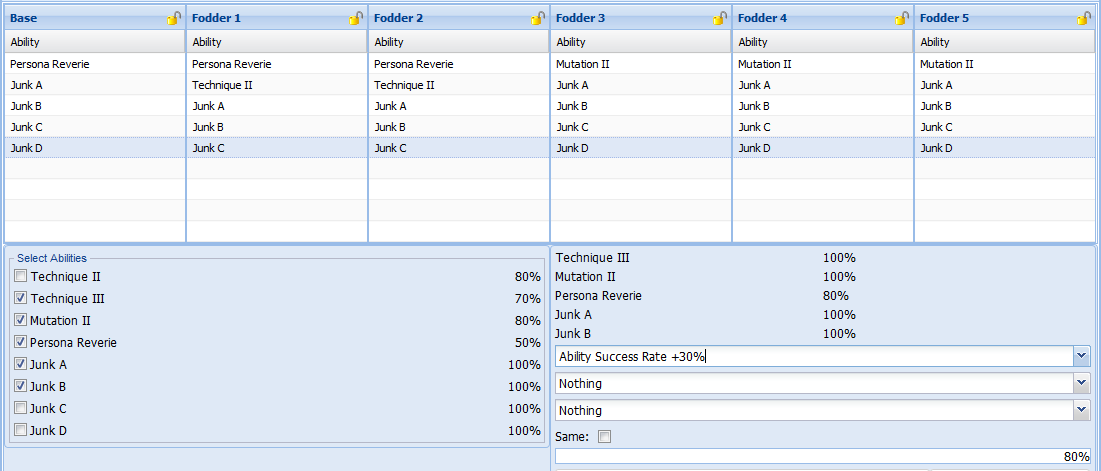 Base Fodder 1 Fodder 2 Fodder 3 Fodder 4 Fodder 5
Ability Ability Ability Ability Ability Ability
Persona Reverie Persona Reverie Persona Reverie Mutation II Mutation II Mutation II
Junk A Technique II Technique II Junk A Junk A Junk A
Junk B Junk A Junk A Junk B Junk B Junk B
Junk C Junk B Junk B Junk C Junk C Junk C
Junk D Junk C Junk C Junk D Junk D Junk D
Select Abilities
Technique II 80%
Technique III 70%
Mutation II 80%
Persona Reverie 50%
Junk A 100%
Junk B 100%
Junk C 100%
Junk D 100%
Technique III 100%
Mutation II 100%
Persona Reverie 80%
Junk A 100%
Junk B 100%
Ability Success Rate +30%
Nothing
Nothing
Same:
80%